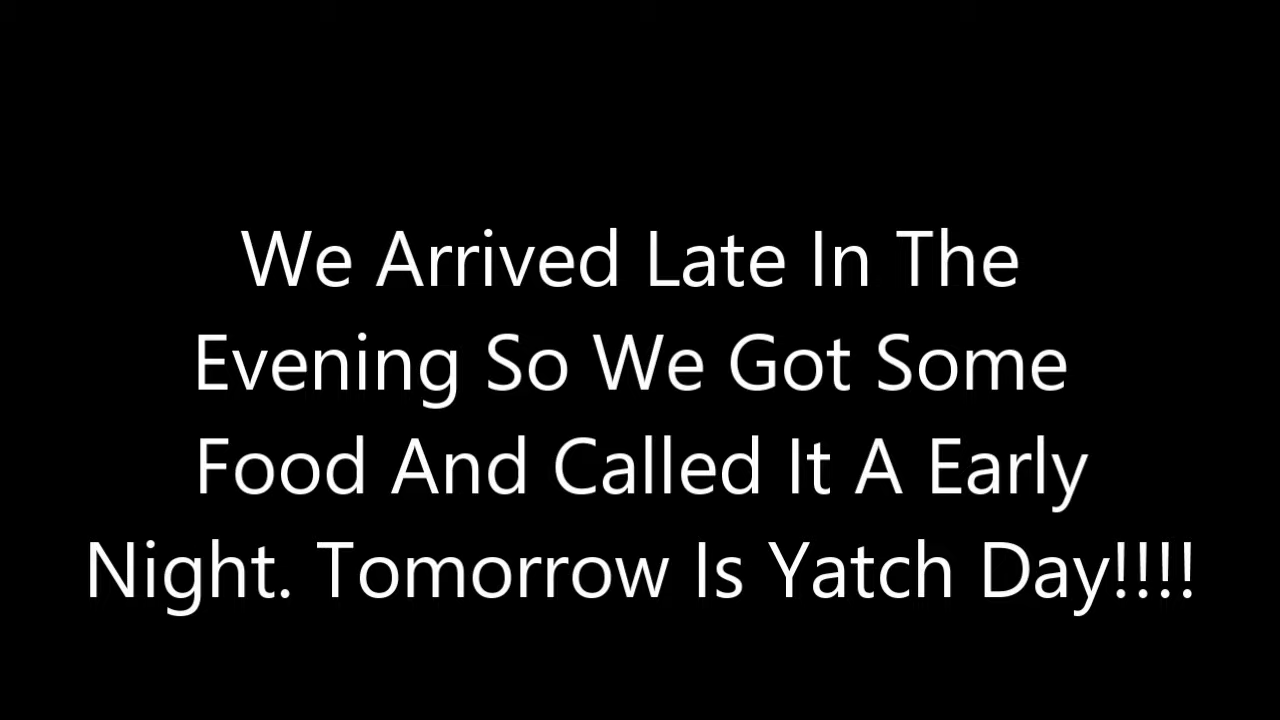 We Arrived Late In The
Evening So We Got Some
Food And Called It A Early
Night. Tomorrow Is Yatch Day!!!!